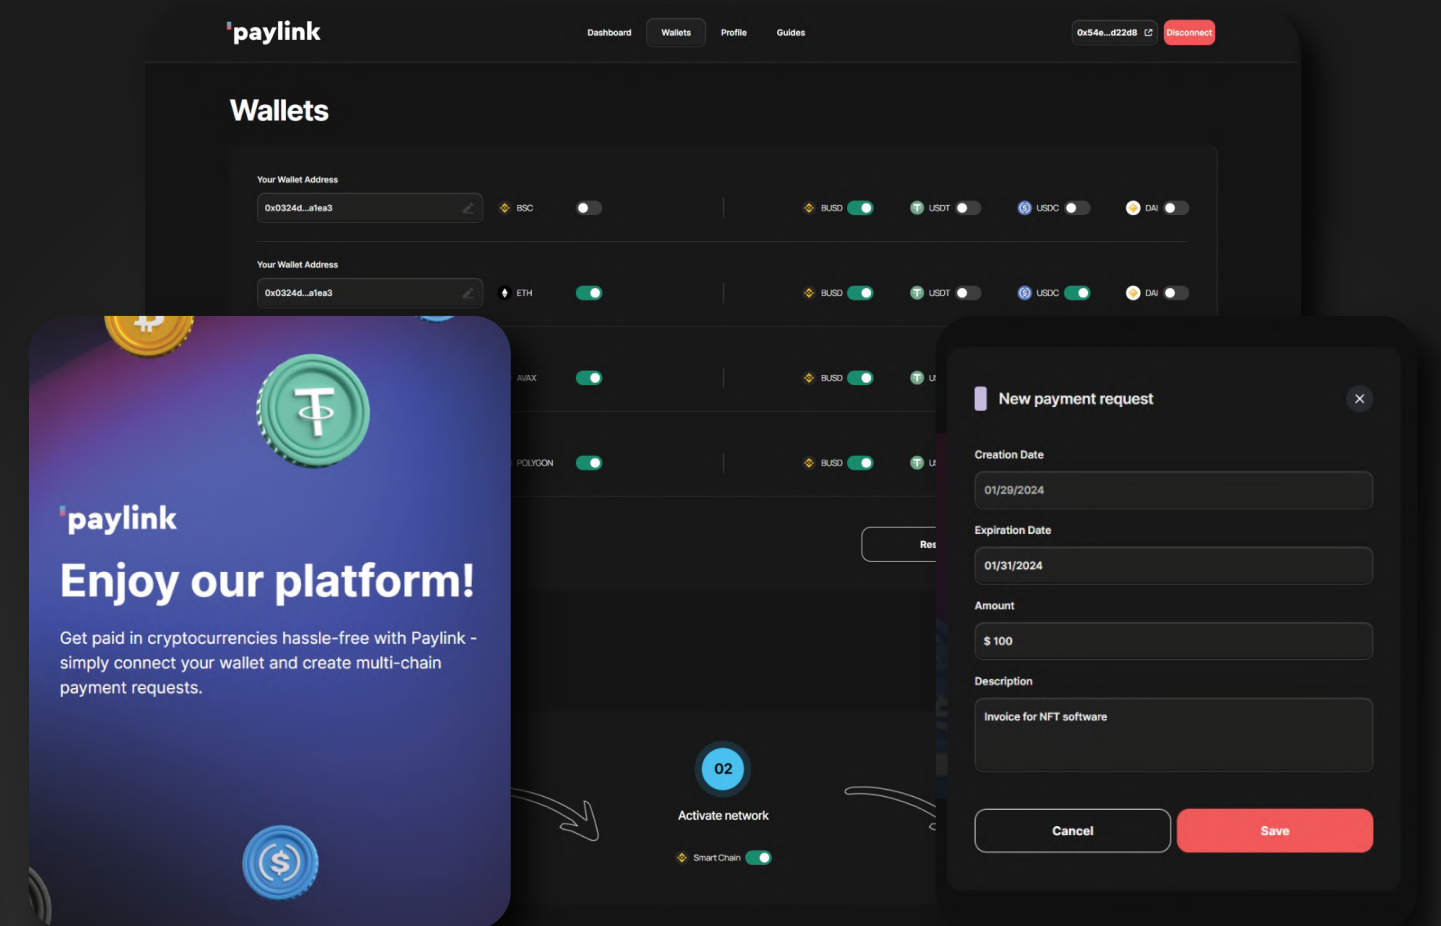 paylink
Dashboard Wallets Profile Guides 0x54e...d22d8 Disconnect
Wallets
Your Wallet Address
0x0324d...a1ea3 BSC BUSD USDT USDC DAI
Your Wallet Address
0x0324d...a1ea3 ETH BUSD USDT USDC DAI
AVAX BUSD
POLYGON BUSD
paylink
Enjoy our platform!
Get paid in cryptocurrencies hassle-free with Paylink -
simply connect your wallet and create multi-chain
payment requests.
02
Activate network
Smart Chain
New payment request
Creation Date
01/29/2024
Expiration Date
01/31/2024
Amount
$ 100
Description
Invoice for NFT software
Cancel Save